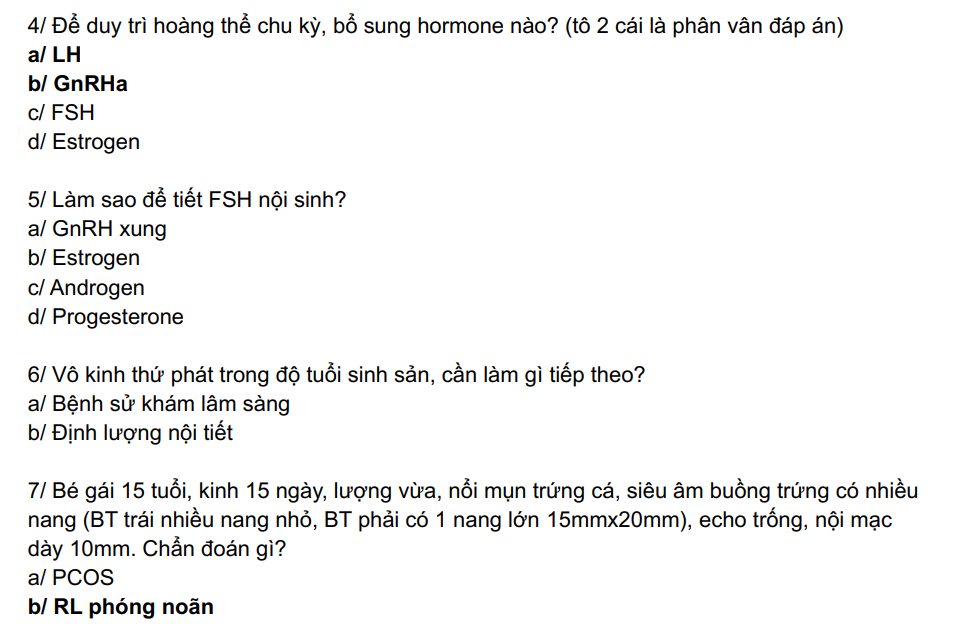 4/ Để duy trì hoàng thể chu kỳ, bổ sung hormone nào? (tô 2 cái là phân vân đáp án)
a/ LH
b/ GnRHa
c/ FSH
d/ Estrogen
5/ Làm sao để tiết FSH nội sinh?
a/ GnRH xung
b/ Estrogen
c/ Androgen
d/ Progesterone
6/ Vô kinh thứ phát trong độ tuổi sinh sản, cần làm gì tiếp theo?
a/ Bệnh sử khám lâm sàng
b/ Định lượng nội tiết
7/ Bé gái 15 tuổi, kinh 15 ngày, lượng vừa, nổi mụn trứng cá, siêu âm buồng trứng có nhiều
nang (BT trái nhiều nang nhỏ, BT phải có 1 nang lớn 15mmx20mm), echo trống, nội mạc
dày 10mm. Chẩn đoán gì?
a/ PCOS
b/ RL phóng noãn